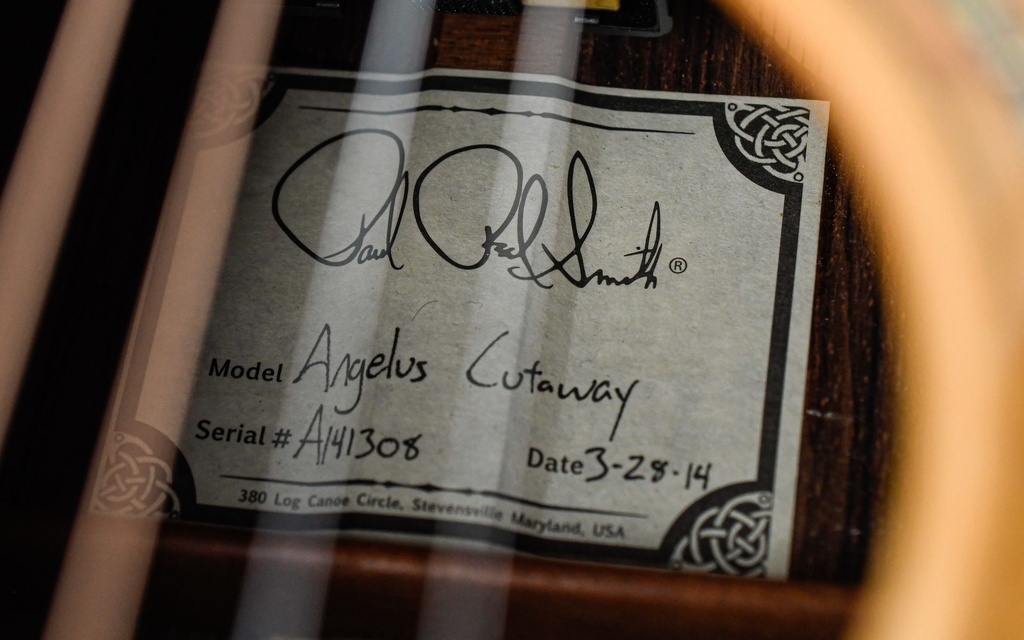 Paul Reed Smith ®
Model Angelus Cutaway
Serial # A141308 Date 3-28-14
380 Log Canoe Circle, Stevensville Maryland, USA